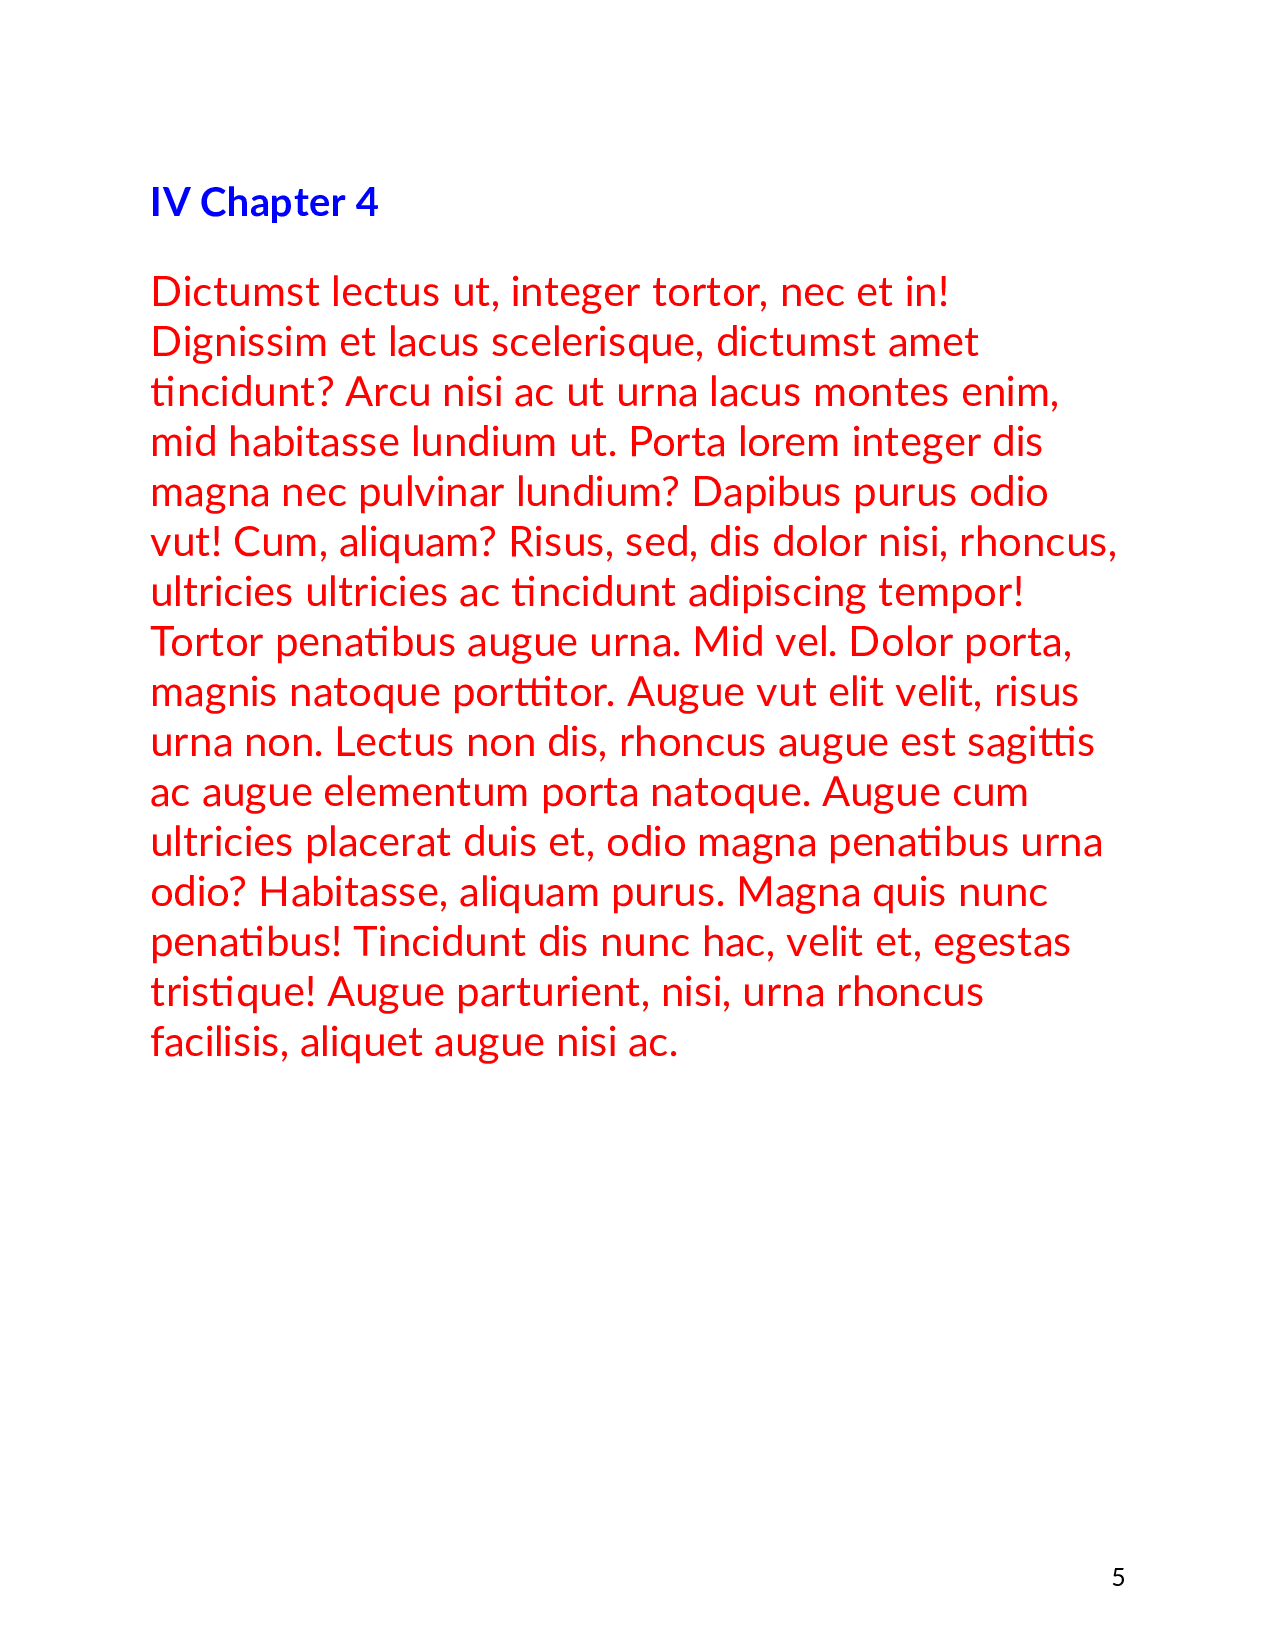 IV Chapter 4
Dictumst lectus ut, integer tortor, nec et in!
Dignissim et lacus scelerisque, dictumst amet
tincidunt? Arcu nisi ac ut urna lacus montes enim,
mid habitasse lundium ut. Porta lorem integer dis
magna nec pulvinar lundium? Dapibus purus odio
vut! Cum, aliquam? Risus, sed, dis dolor nisi, rhoncus,
ultricies ultricies ac tincidunt adipiscing tempor!
Tortor penatibus augue urna. Mid vel. Dolor porta,
magnis natoque porttitor. Augue vut elit velit, risus
urna non. Lectus non dis, rhoncus augue est sagittis
ac augue elementum porta natoque. Augue cum
ultricies placerat duis et, odio magna penatibus urna
odio? Habitasse, aliquam purus. Magna quis nunc
penatibus! Tincidunt dis nunc hac, velit et, egestas
tristique! Augue parturient, nisi, urna rhoncus
facilisis, aliquet augue nisi ac.
5